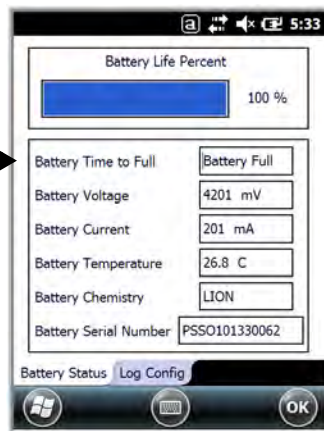 a 5:33
Battery Life Percent
100 %
Battery Time to Full Battery Full
Battery Voltage 4201 mV
Battery Current 201 mA
Battery Temperature 26.8 C
Battery Chemistry LION
Battery Serial Number PSSO101330062
Battery Status Log Config
OK